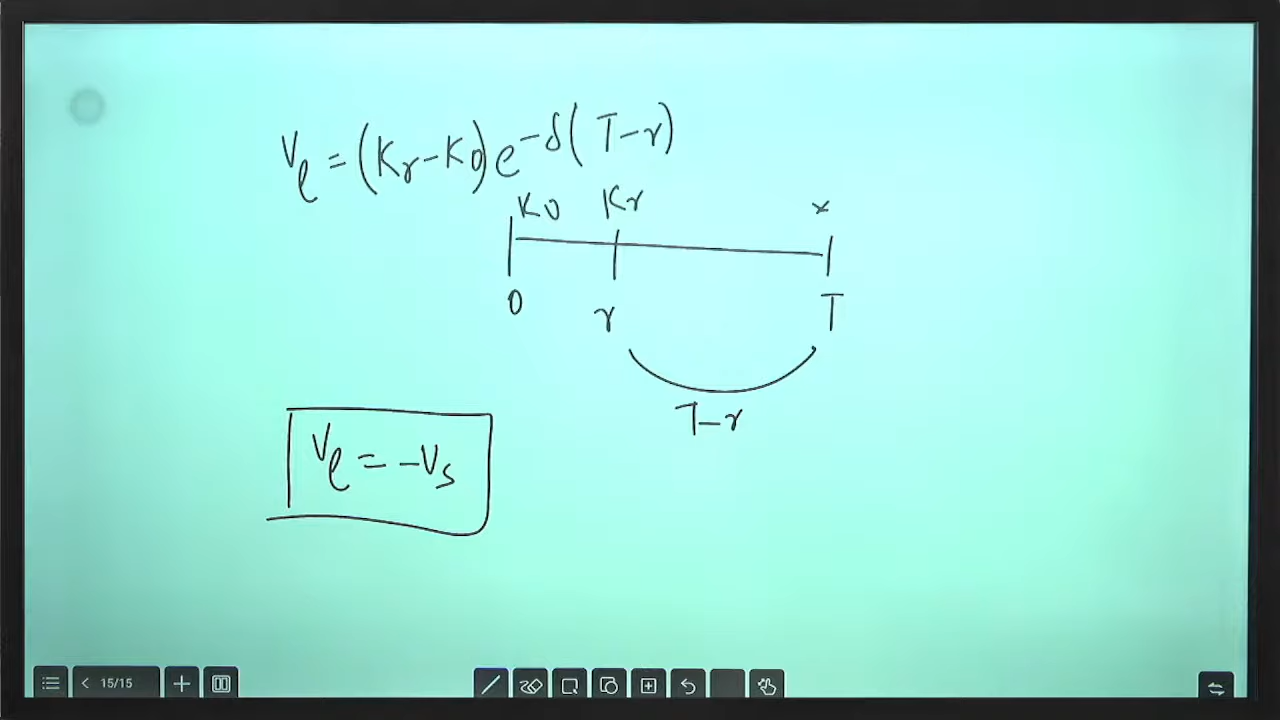 Vℓ = (Kr-K0)e^-δ(T-r)
K0 Kr x
0 r T
T-r
Vℓ = -Vs
15/15